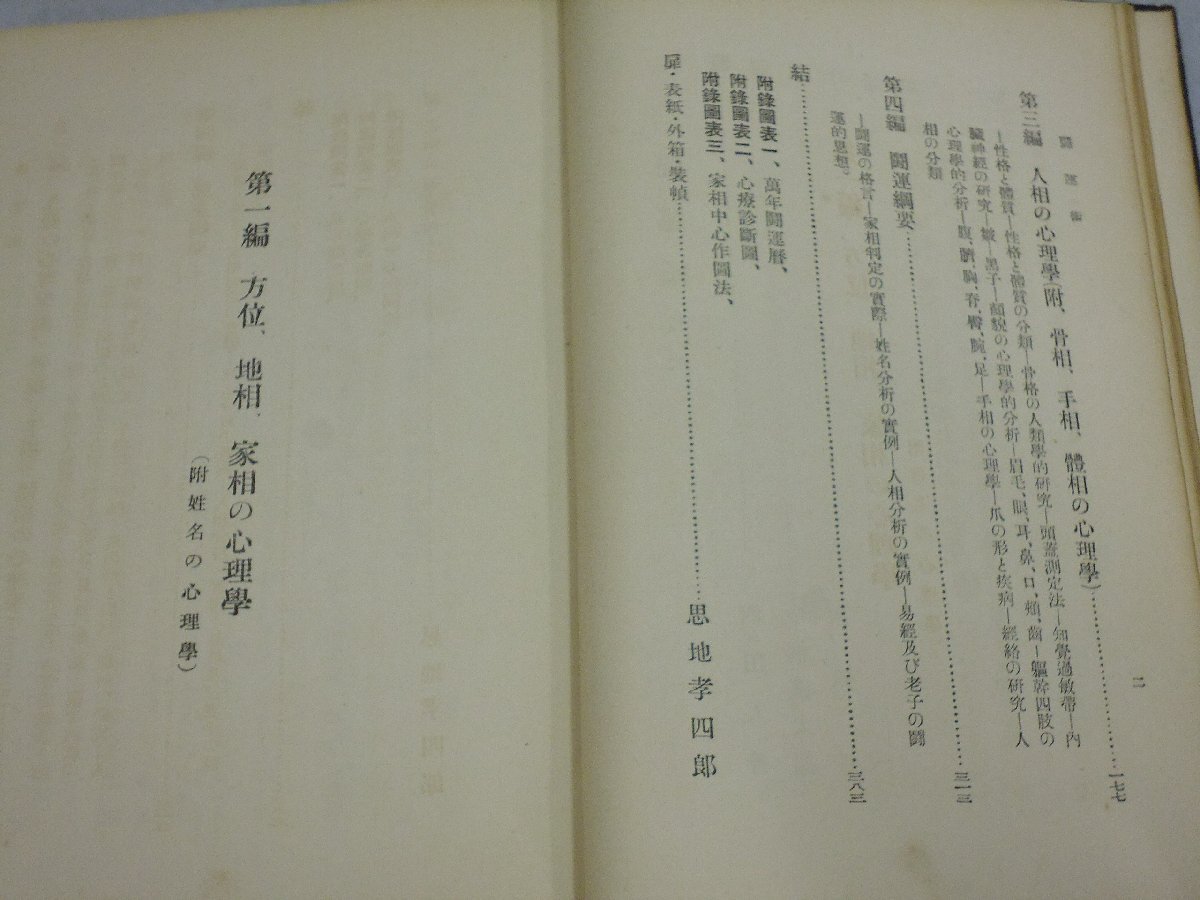 闘運術
二
第三編 人相の心理學(附、骨相、手相、體相の心理學)……一七七
―性格と體質―性格と體質の分類―骨格の人類學的研究―頭蓋測定法―知覺過敏帶―內
臟神經の研究―皺―黑子―顏貌の心理學的分析―眉毛、眼、耳、鼻、口、頰、齒―軀幹四肢の
心理學的分析―腹、臍、胸、脊、臀、腕、足―手相の心理學―爪の形と疾病―經絡の硏究―人
相の分類
第四編 闘運綱要……三一三
―闘運の格言―家相判定の實際―姓名分析の實例―人相分析の實例―易經及び老子の闘
運的思想。
結……三八三
附錄圖表一、萬年闘運曆、
附錄圖表二、心療診斷圖、
附錄圖表三、家相中心作圖法、
扉・表紙・外箱・裝幀……思地孝四郎
第一編 方位、地相、家相の心理學
(附姓名の心理學)